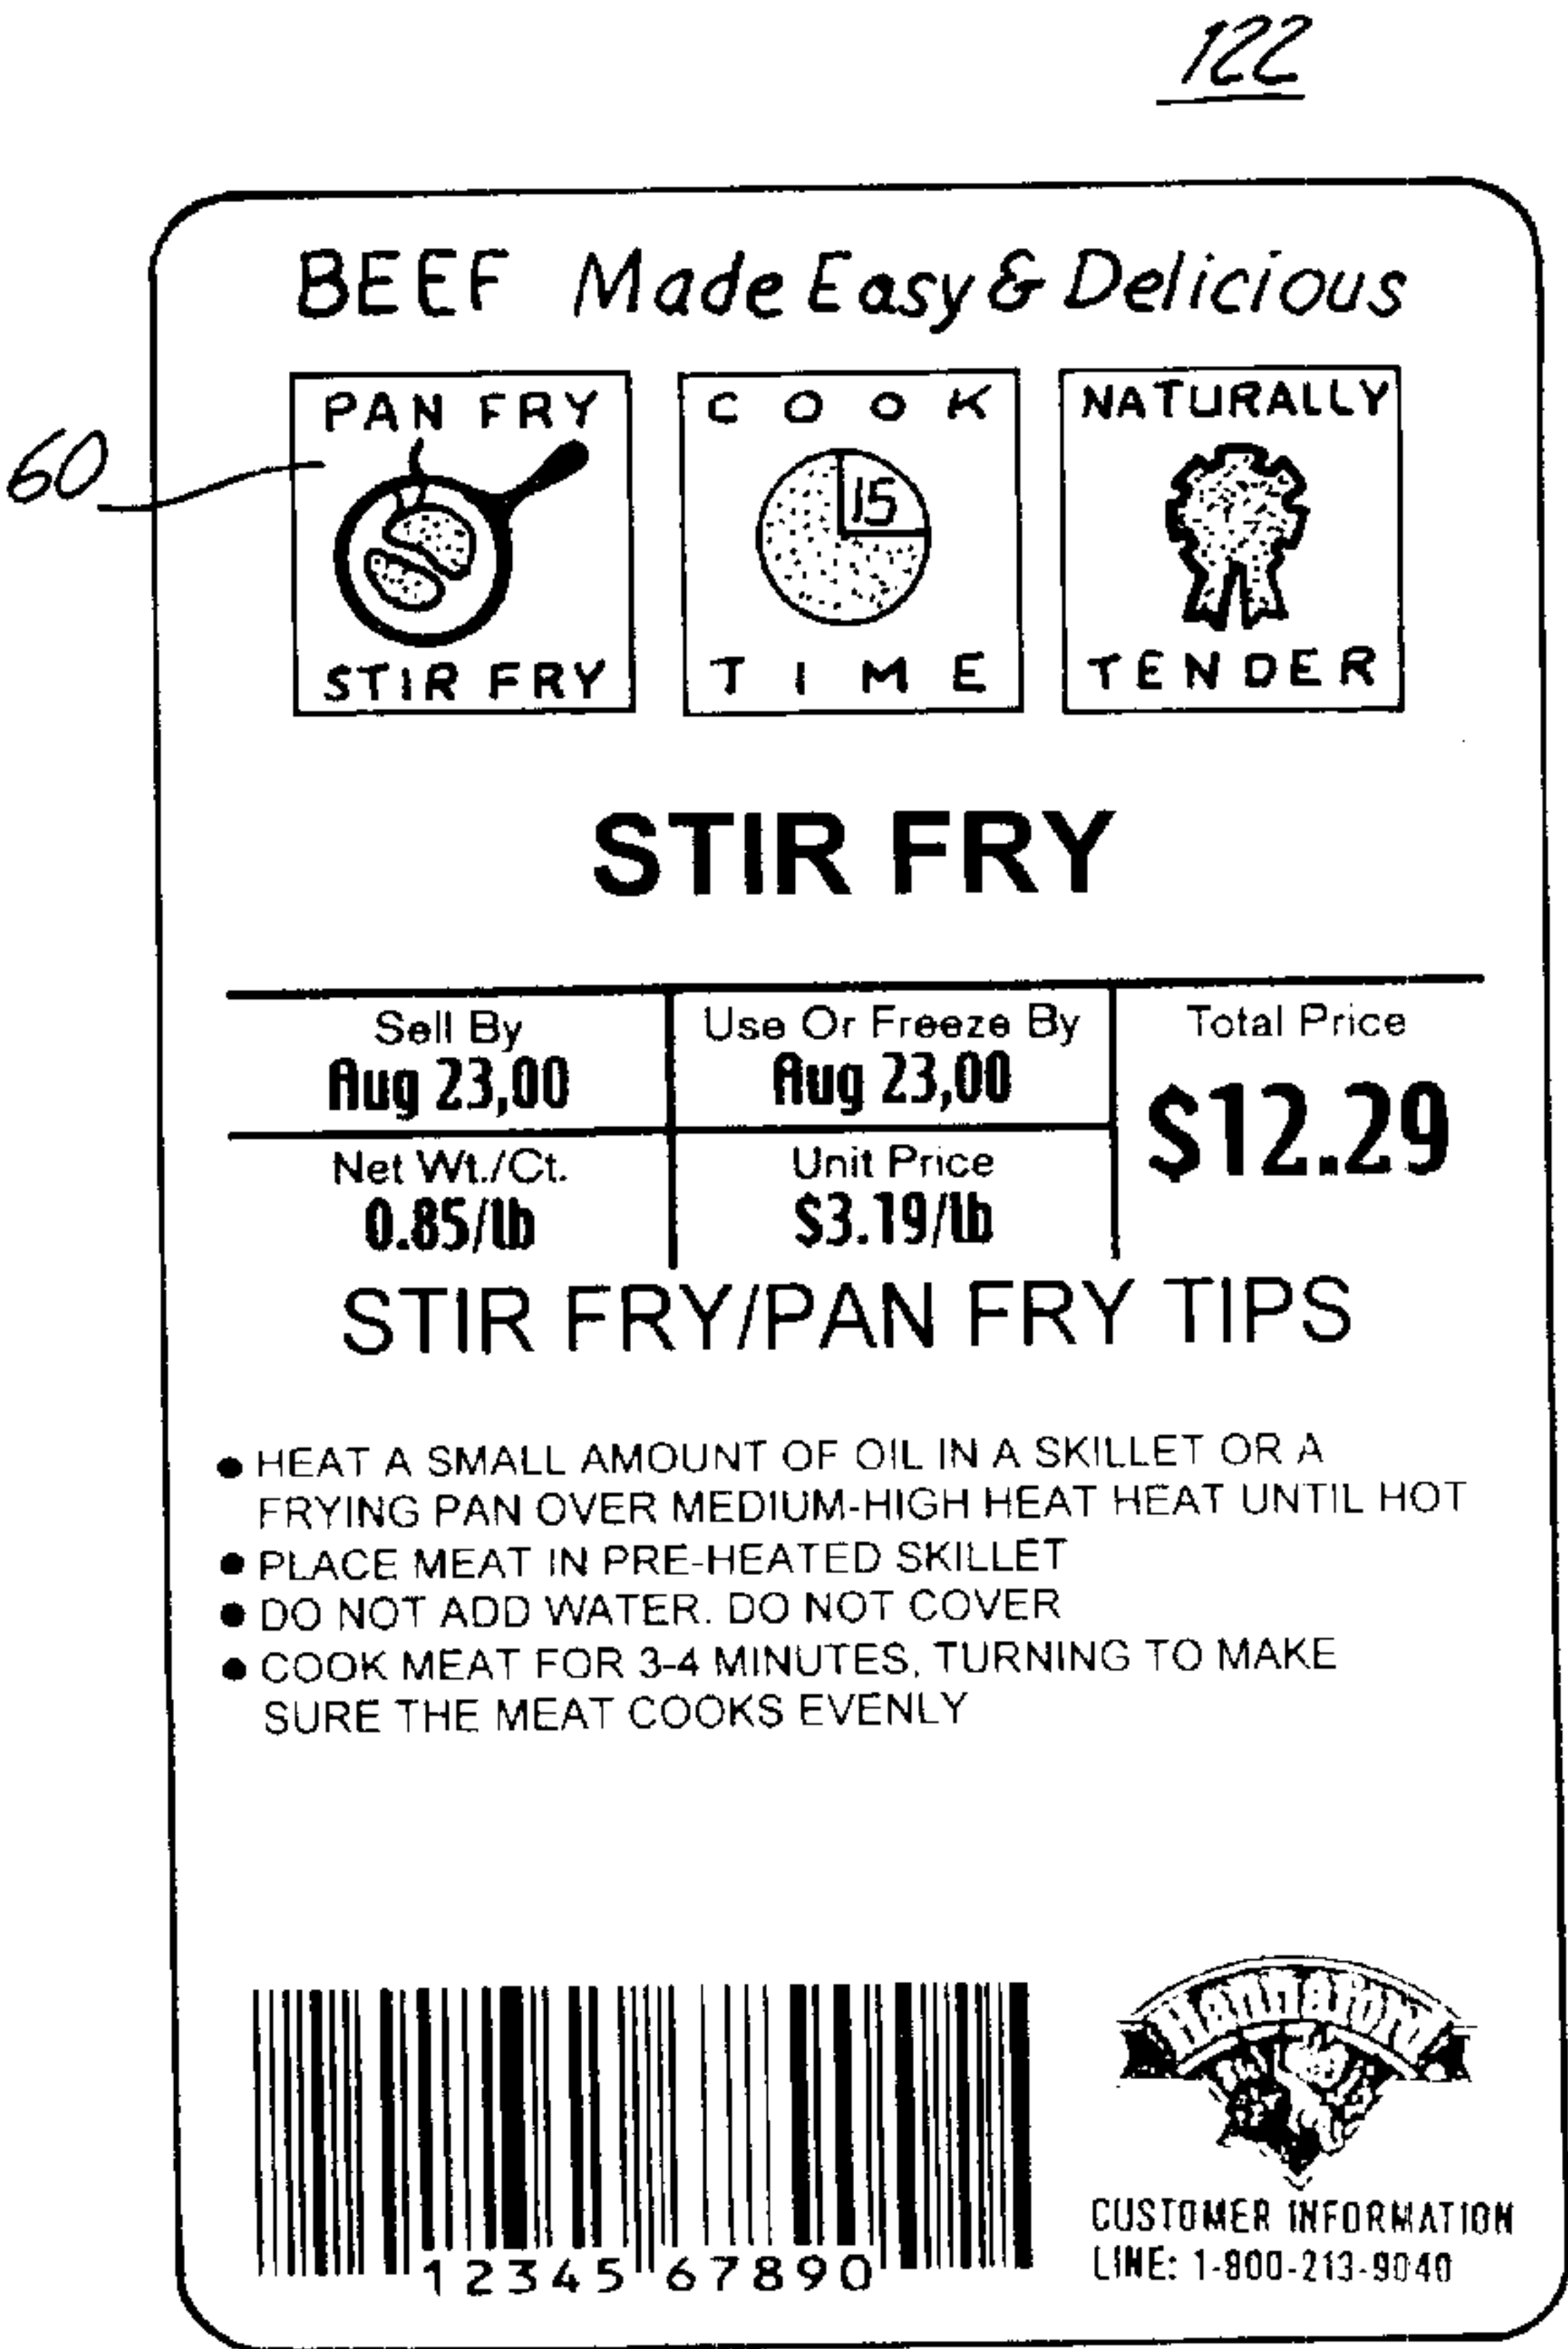 122
BEEF Made Easy & Delicious
60
PAN FRY
STIR FRY
COOK
15
TIME
NATURALLY
TENDER
STIR FRY
Sell By
Aug 23,00
Use Or Freeze By
Aug 23,00
Total Price
$12.29
Net Wt./Ct.
0.85/lb
Unit Price
$3.19/lb
STIR FRY/PAN FRY TIPS
● HEAT A SMALL AMOUNT OF OIL IN A SKILLET OR A
FRYING PAN OVER MEDIUM-HIGH HEAT HEAT UNTIL HOT
● PLACE MEAT IN PRE-HEATED SKILLET
● DO NOT ADD WATER. DO NOT COVER
● COOK MEAT FOR 3-4 MINUTES, TURNING TO MAKE
SURE THE MEAT COOKS EVENLY
12345 67890
Hannaford
CUSTOMER INFORMATION
LINE: 1-800-213-9040